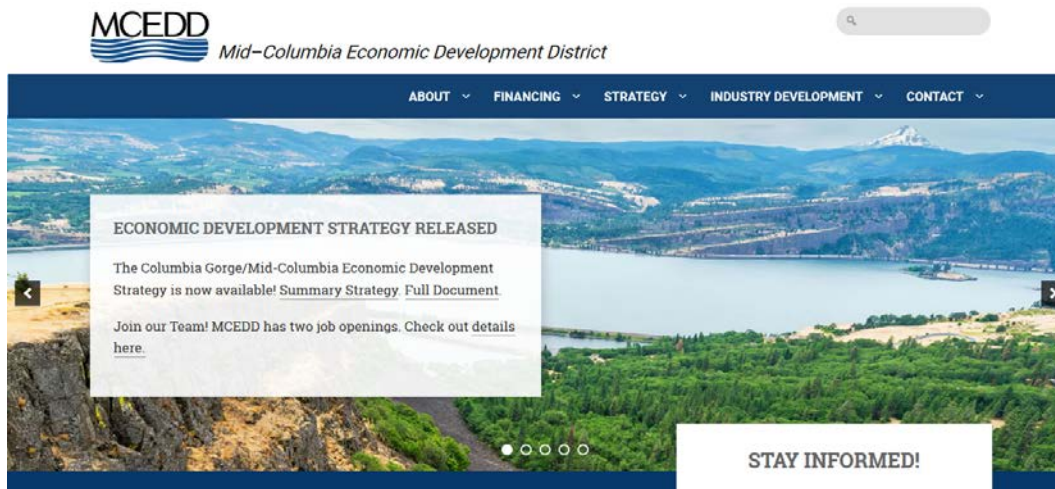 MCEDD
Mid-Columbia Economic Development District
ABOUT FINANCING STRATEGY INDUSTRY DEVELOPMENT CONTACT
ECONOMIC DEVELOPMENT STRATEGY RELEASED
The Columbia Gorge/Mid-Columbia Economic Development
Strategy is now available! Summary Strategy. Full Document.
Join our Team! MCEDD has two job openings. Check out details
here.
STAY INFORMED!